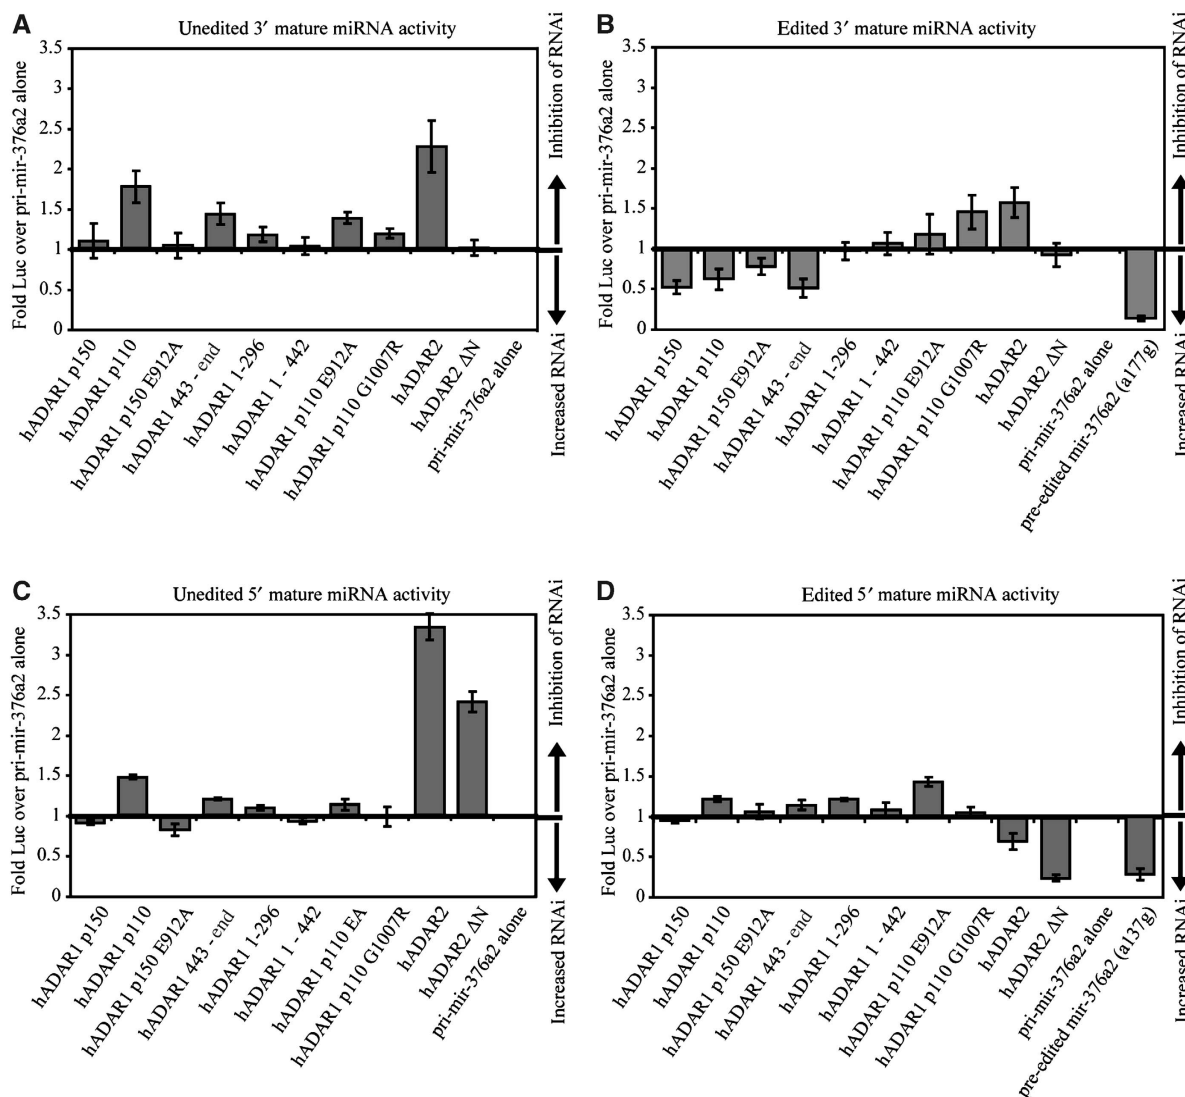 A
Unedited 3′ mature miRNA activity
Fold Luc over pri-mir-376a2 alone
3.5
3
2.5
2
1.5
1
0.5
0
Inhibition of RNAi
Increased RNAi
hADAR1 p150
hADAR1 p110
hADAR1 p150 E912A
hADAR1 443 - end
hADAR1 1-296
hADAR1 1 - 442
hADAR1 p110 E912A
hADAR1 p110 G1007R
hADAR2
hADAR2 ΔN
pri-mir-376a2 alone
B
Edited 3′ mature miRNA activity
Fold Luc over pri-mir-376a2 alone
3.5
3
2.5
2
1.5
1
0.5
0
Inhibition of RNAi
Increased RNAi
hADAR1 p150
hADAR1 p110
hADAR1 p150 E912A
hADAR1 443 - end
hADAR1 1-296
hADAR1 1 - 442
hADAR1 p110 E912A
hADAR1 p110 G1007R
hADAR2
hADAR2 ΔN
pri-mir-376a2 alone
pre-edited mir-376a2 (a177g)
C
Unedited 5′ mature miRNA activity
Fold Luc over pri-mir-376a2 alone
3.5
3
2.5
2
1.5
1
0.5
0
Inhibition of RNAi
Increased RNAi
hADAR1 p150
hADAR1 p110
hADAR1 p150 E912A
hADAR1 443 - end
hADAR1 1-296
hADAR1 1 - 442
hADAR1 p110 EA
hADAR1 p110 G1007R
hADAR2
hADAR2 ΔN
pri-mir-376a2 alone
D
Edited 5′ mature miRNA activity
Fold Luc over pri-mir-376a2 alone
3.5
3
2.5
2
1.5
1
0.5
0
Inhibition of RNAi
Increased RNAi
hADAR1 p150
hADAR1 p110
hADAR1 p150 E912A
hADAR1 443 - end
hADAR1 1-296
hADAR1 1 - 442
hADAR1 p110 E912A
hADAR1 p110 G1007R
hADAR2
hADAR2 ΔN
pri-mir-376a2 alone
pre-edited mir-376a2 (a137g)